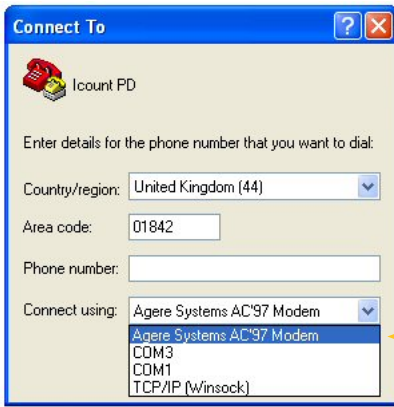 Connect To
Icount PD
Enter details for the phone number that you want to dial:
Country/region: United Kingdom (44)
Area code: 01842
Phone number:
Connect using: Agere Systems AC'97 Modem
Agere Systems AC'97 Modem
COM3
COM1
TCP/IP (Winsock)